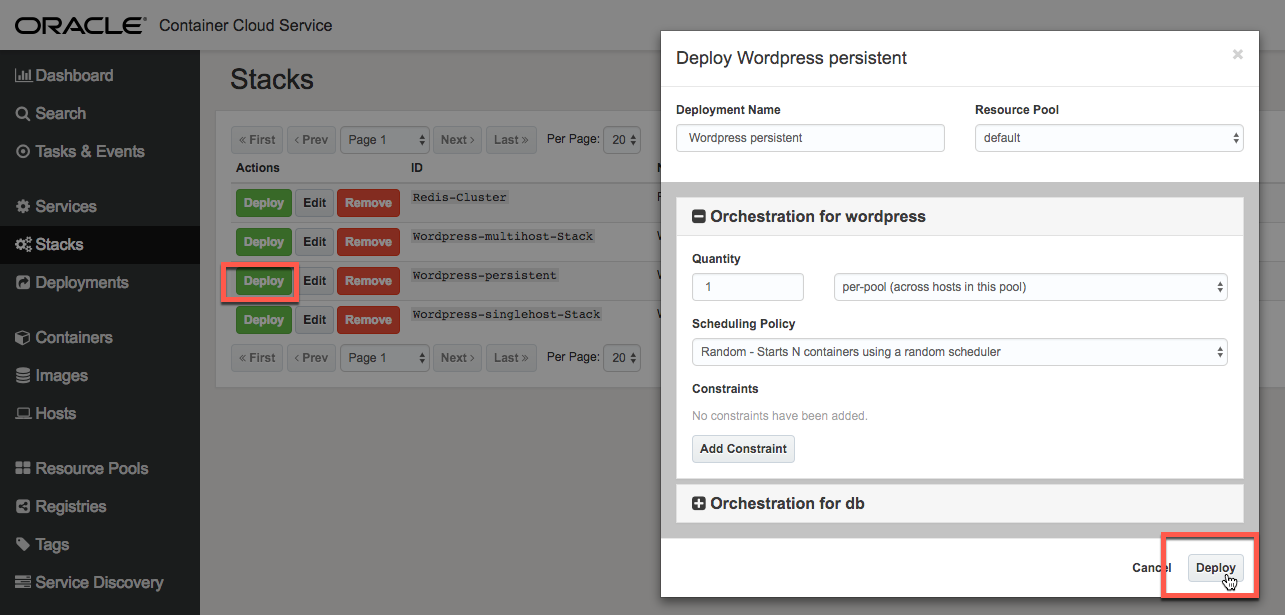 ORACLE® Container Cloud Service
Dashboard
Search
Tasks & Events
Services
Stacks
Deployments
Containers
Images
Hosts
Resource Pools
Registries
Tags
Service Discovery
Stacks
« First ‹ Prev Page 1 Next › Last » Per Page: 20
Actions ID
Deploy Edit Remove Redis-Cluster
Deploy Edit Remove Wordpress-multihost-Stack
Deploy Edit Remove Wordpress-persistent
Deploy Edit Remove Wordpress-singlehost-Stack
« First ‹ Prev Page 1 Next › Last » Per Page: 20
Deploy Wordpress persistent ×
Deployment Name Resource Pool
Wordpress persistent default
Orchestration for wordpress
Quantity
1 per-pool (across hosts in this pool)
Scheduling Policy
Random - Starts N containers using a random scheduler
Constraints
No constraints have been added.
Add Constraint
Orchestration for db
Cancel Deploy